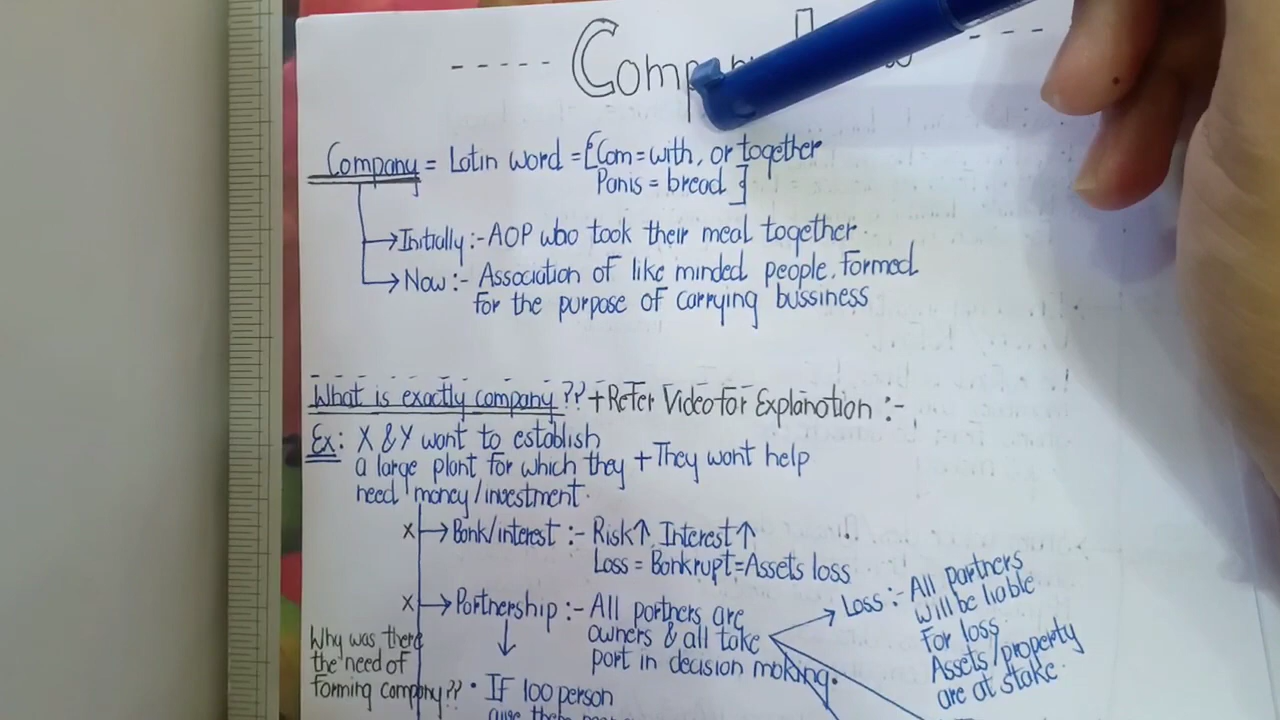 Company = Latin word = [Com = with, or together
Panis = bread]
→ Initially :- AOP who took their meal together.
→ Now :- Association of like minded people. Formed
for the purpose of carrying bussiness
What is exactly company ?? + Refer Video for Explanation :-
Ex: X & Y want to establish
a large plant for which they + They wont help
need money/investment.
x → Bank/interest :- Risk↑ Interest↑
Loss = Bankrupt = Assets loss
x → Partnership :- All partners are
owners & all take
part in decision making.
→ Loss :- All partners
will be liable
for loss.
Assets/property
are at stake.
Why was there
the need of
forming company??
• If 100 person